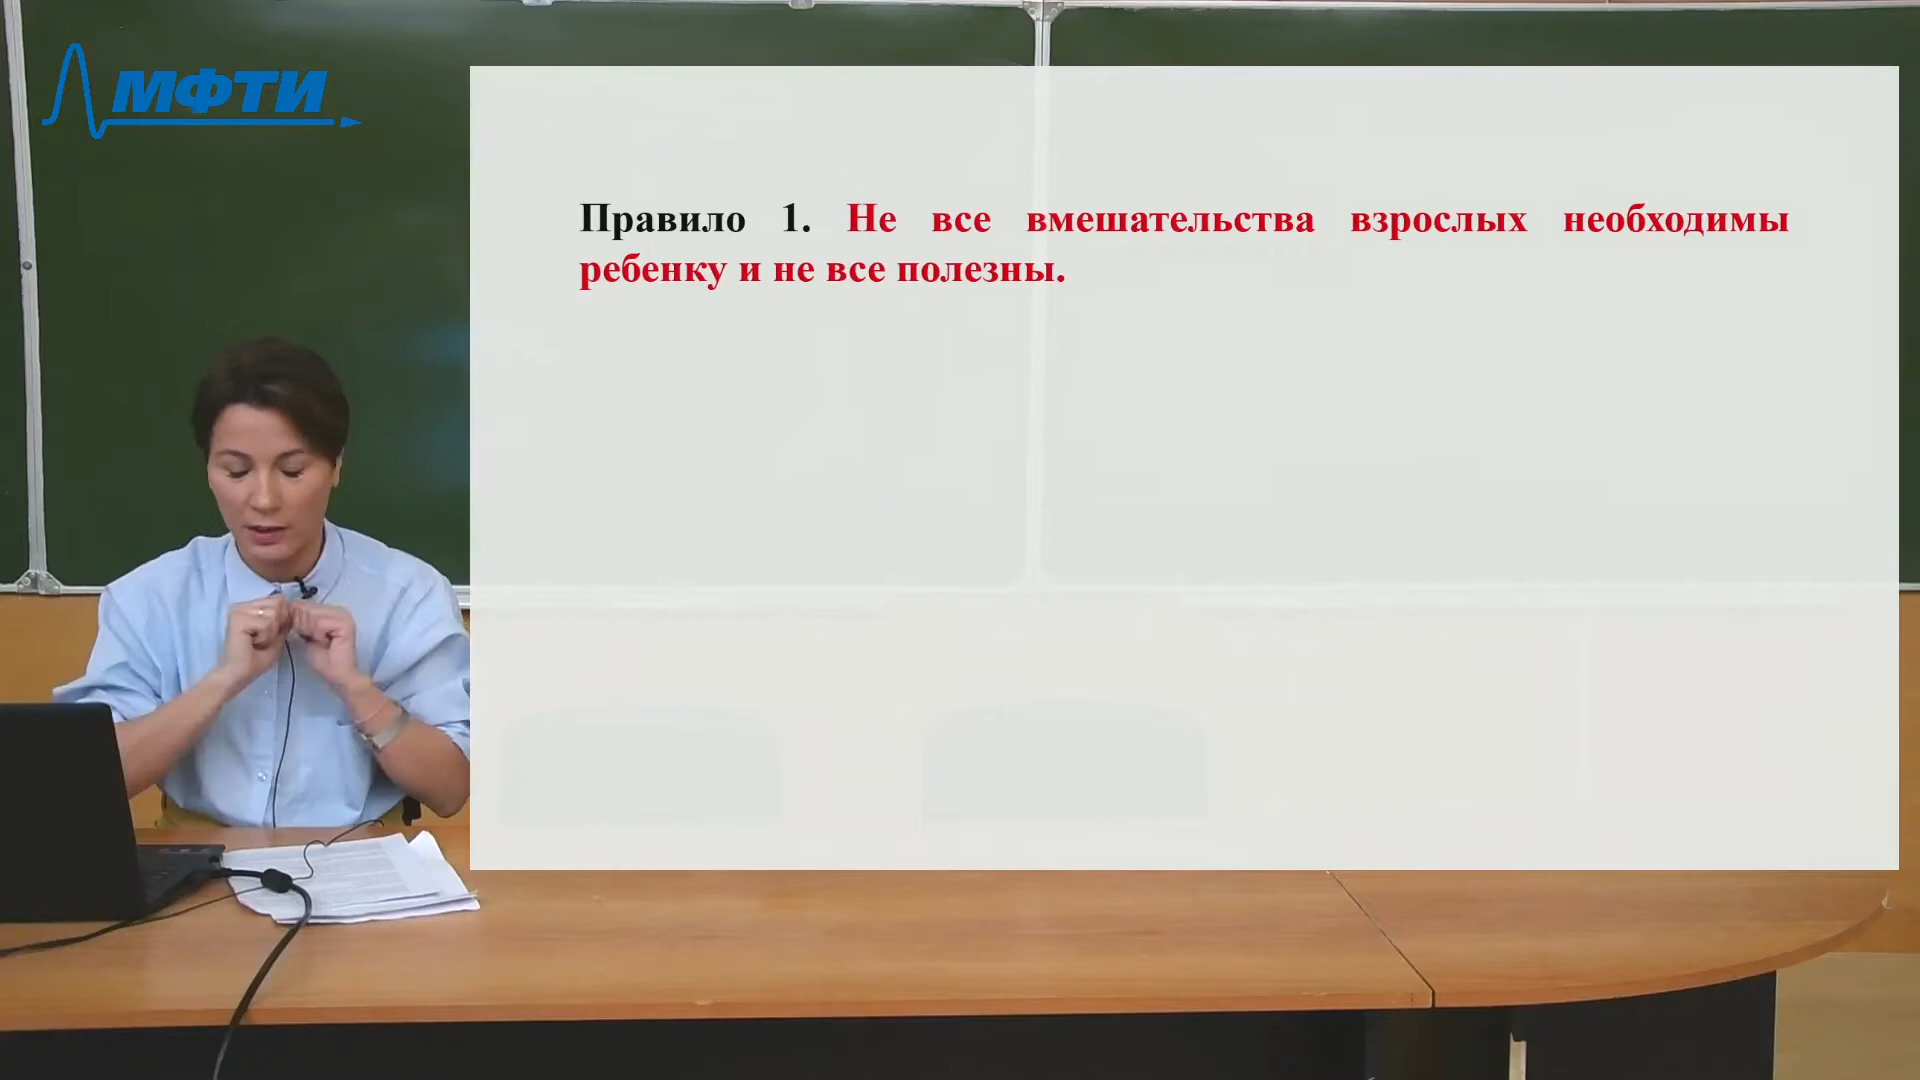 МФТИ
Правило 1. Не все вмешательства взрослых необходимы
ребенку и не все полезны.